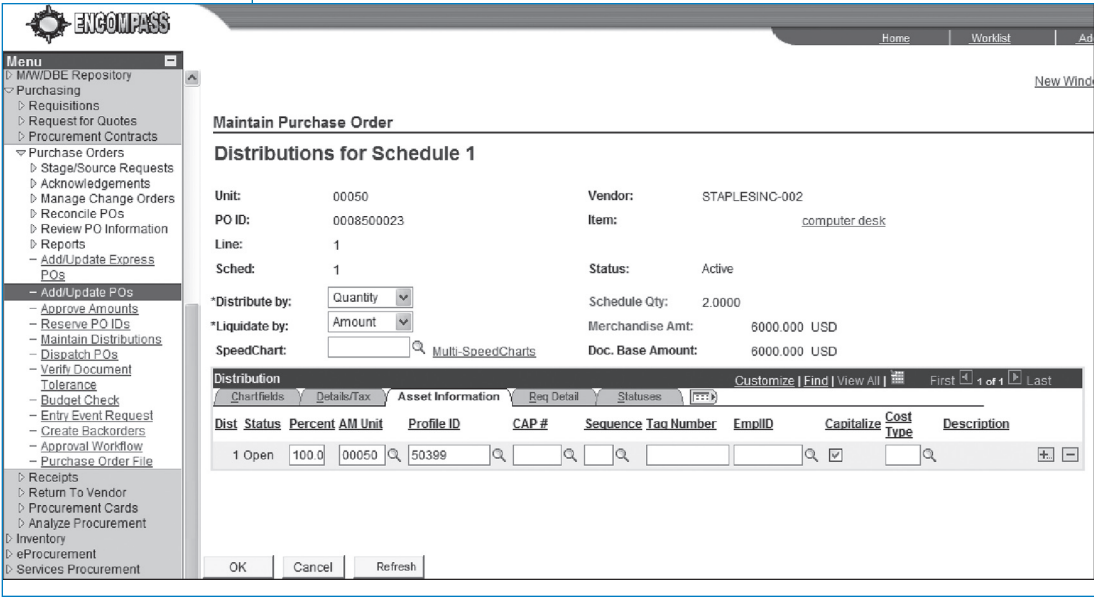 ENCOMPASS
Home Worklist Ad
Menu
M/W/DBE Repository
Purchasing
Requisitions
Request for Quotes
Procurement Contracts
Purchase Orders
Stage/Source Requests
Acknowledgements
Manage Change Orders
Reconcile POs
Review PO Information
Reports
– Add/Update Express
POs
– Add/Update POs
– Approve Amounts
– Reserve PO IDs
– Maintain Distributions
– Dispatch POs
– Verify Document
Tolerance
– Budget Check
– Entry Event Request
– Create Backorders
– Approval Workflow
– Purchase Order File
Receipts
Return To Vendor
Procurement Cards
Analyze Procurement
Inventory
eProcurement
Services Procurement
New Wind
Maintain Purchase Order
Distributions for Schedule 1
Unit: 00050 Vendor: STAPLESINC-002
PO ID: 0008500023 Item: computer desk
Line: 1
Sched: 1 Status: Active
*Distribute by: Quantity Schedule Qty: 2.0000
*Liquidate by: Amount Merchandise Amt: 6000.000 USD
SpeedChart: Multi-SpeedCharts Doc. Base Amount: 6000.000 USD
Distribution Customize | Find | View All | First 1 of 1 Last
Chartfields Details/Tax Asset Information Req Detail Statuses
Dist Status Percent AM Unit Profile ID CAP # Sequence Tag Number EmplID Capitalize Cost Type Description
1 Open 100.0 00050 50399
OK Cancel Refresh